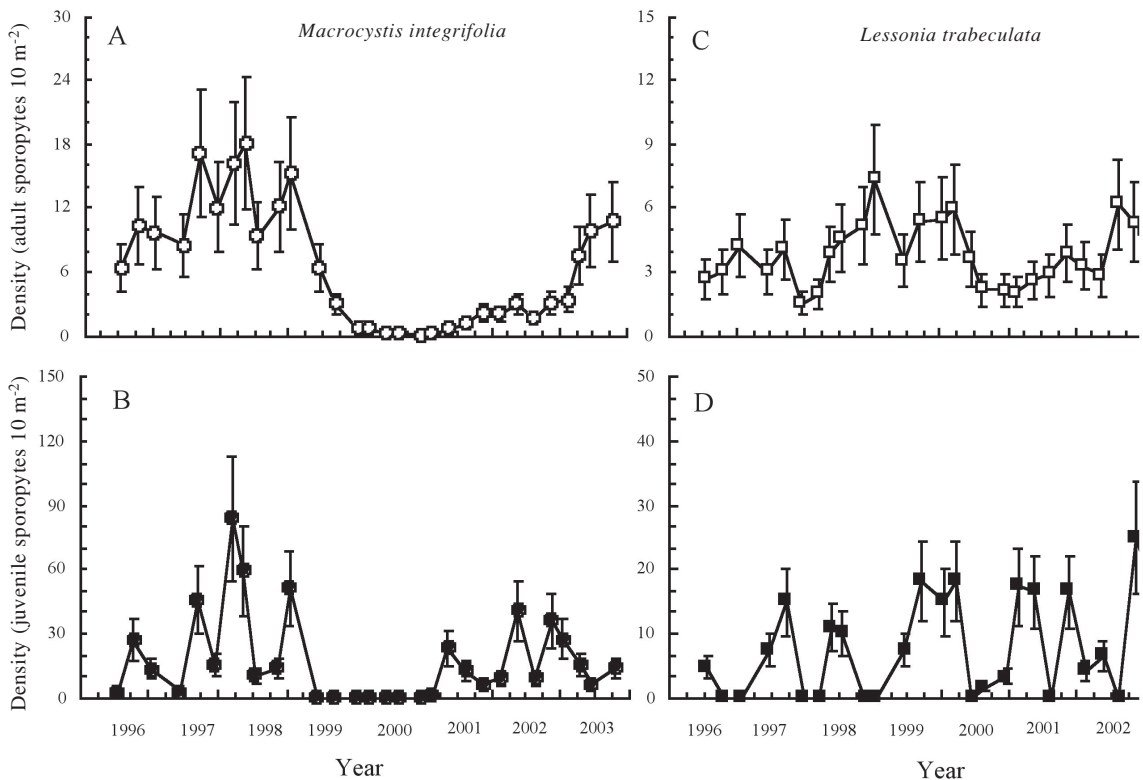 A
Macrocystis integrifolia
30
24
18
12
6
0
Density (adult sporopytes 10 m-2)
C
Lessonia trabeculata
15
12
9
6
3
0
B
150
120
90
60
30
0
Density (juvenile sporopytes 10 m-2)
1996 1997 1998 1999 2000 2001 2002 2003
Year
D
50
40
30
20
10
0
1996 1997 1998 1999 2000 2001 2002
Year